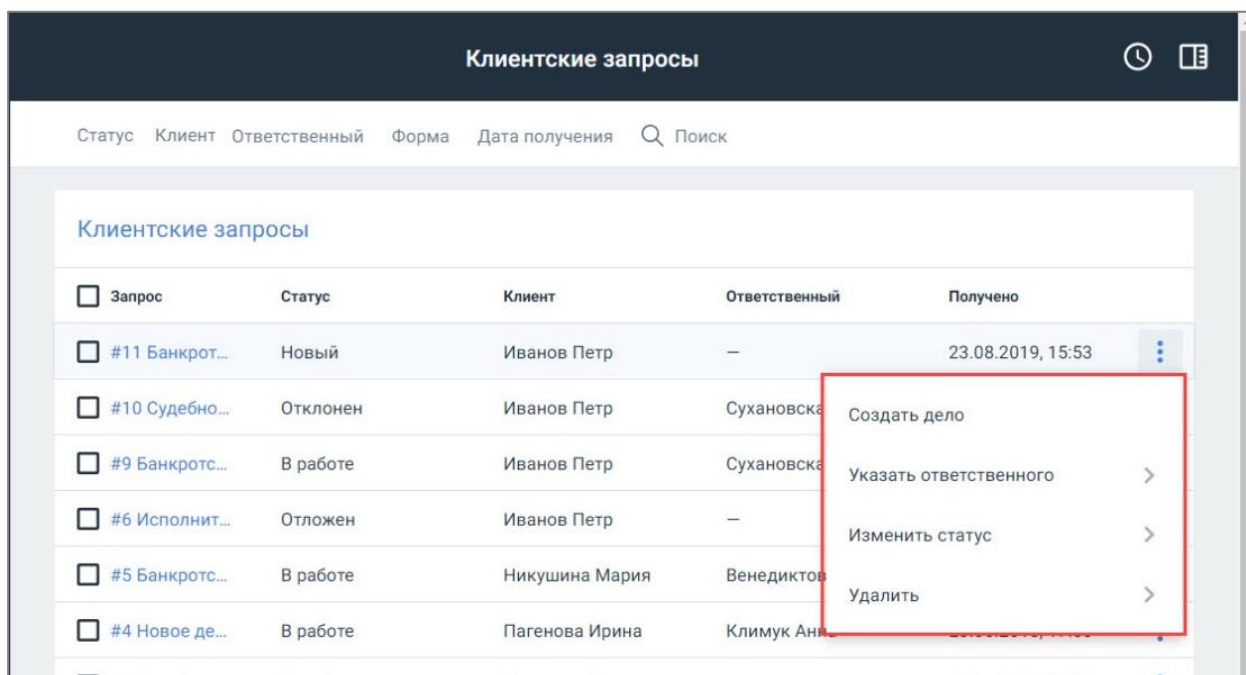 Клиентские запросы
Статус Клиент Ответственный Форма Дата получения Поиск
Клиентские запросы
Запрос Статус Клиент Ответственный Получено
#11 Банкрот... Новый Иванов Петр — 23.08.2019, 15:53
#10 Судебно... Отклонен Иванов Петр Сухановска
Создать дело
#9 Банкротс... В работе Иванов Петр Сухановска
Указать ответственного
#6 Исполнит... Отложен Иванов Петр —
Изменить статус
#5 Банкротс... В работе Никушина Мария Венедиктов
Удалить
#4 Новое де... В работе Пагенова Ирина Климук